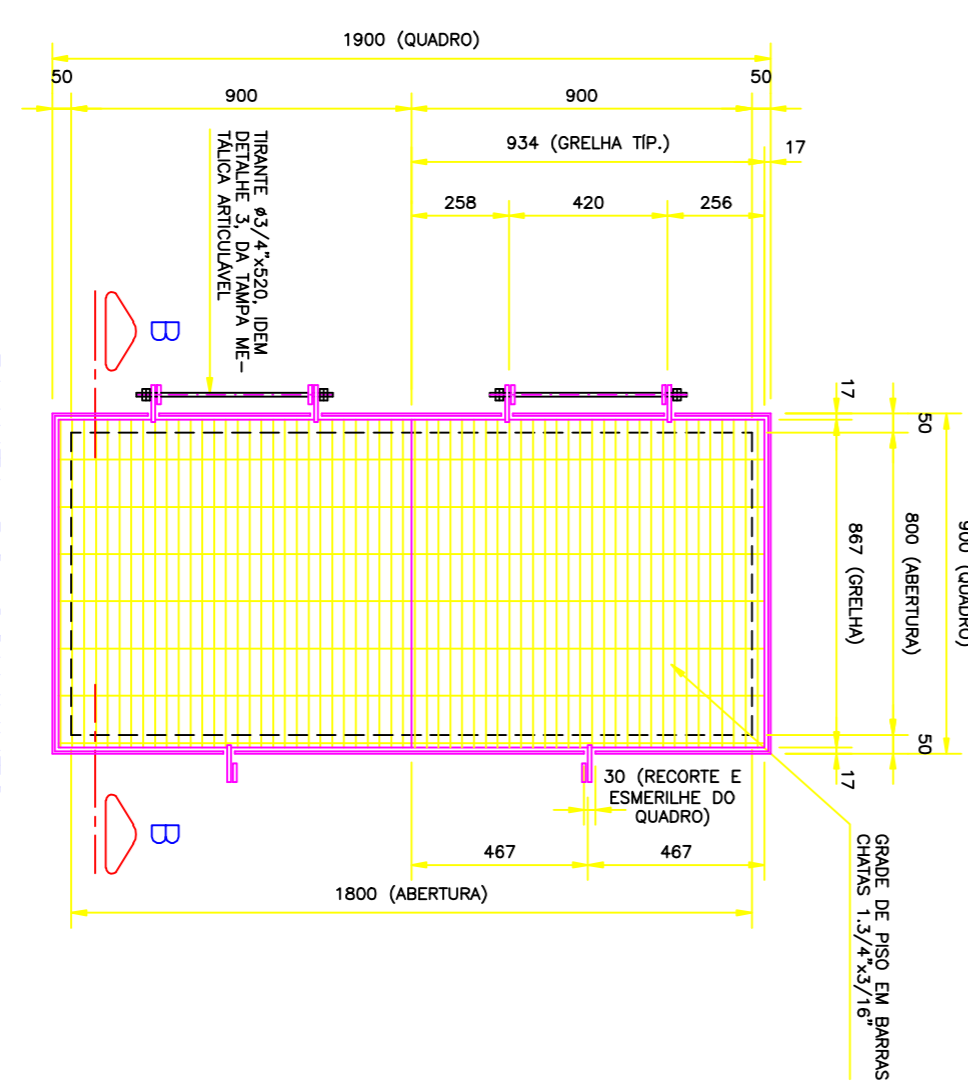 1900 (QUADRO)
50
50
900
900
934 (GRELHA TÍP.)
17
258
420
256
TIRANTE ø3/4"x520, IDEM
DETALHE 3, DA TAMPA ME-
TÁLICA ARTICULÁVEL
B
17
50
900 (QUADRO)
800 (ABERTURA)
867 (GRELHA)
50
17
30 (RECORTE E
ESMERILHE DO
QUADRO)
B
467
467
1800 (ABERTURA)
GRADE DE PISO EM BARRAS
CHATAS 1.3/4"x3/16"